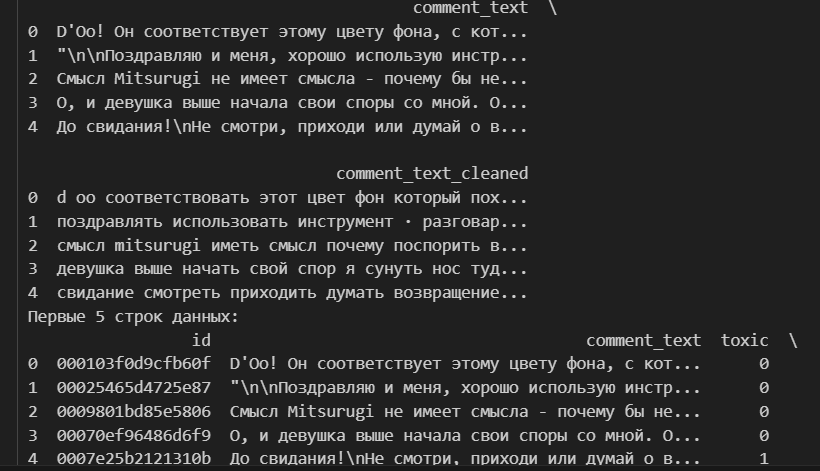 comment_text \
0 D'Oo! Он соответствует этому цвету фона, с кот...
1 "\n\nПоздравляю и меня, хорошо использую инстр...
2 Смысл Mitsurugi не имеет смысла - почему бы не...
3 О, и девушка выше начала свои споры со мной. О...
4 До свидания!\nНе смотри, приходи или думай о в...
comment_text_cleaned
0 d oo соответствовать этот цвет фон который пох...
1 поздравлять использовать инструмент · разговар...
2 смысл mitsurugi иметь смысл почему поспорить в...
3 девушка выше начать свой спор я сунуть нос туд...
4 свидание смотреть приходить думать возвращение...
Первые 5 строк данных:
id comment_text toxic \
0 000103f0d9cfb60f D'Oo! Он соответствует этому цвету фона, с кот... 0
1 00025465d4725e87 "\n\nПоздравляю и меня, хорошо использую инстр... 0
2 0009801bd85e5806 Смысл Mitsurugi не имеет смысла - почему бы не... 0
3 00070ef96486d6f9 О, и девушка выше начала свои споры со мной. О... 0
4 0007e25b2121310b До свидания!\nНе смотри, приходи или думай о в... 1